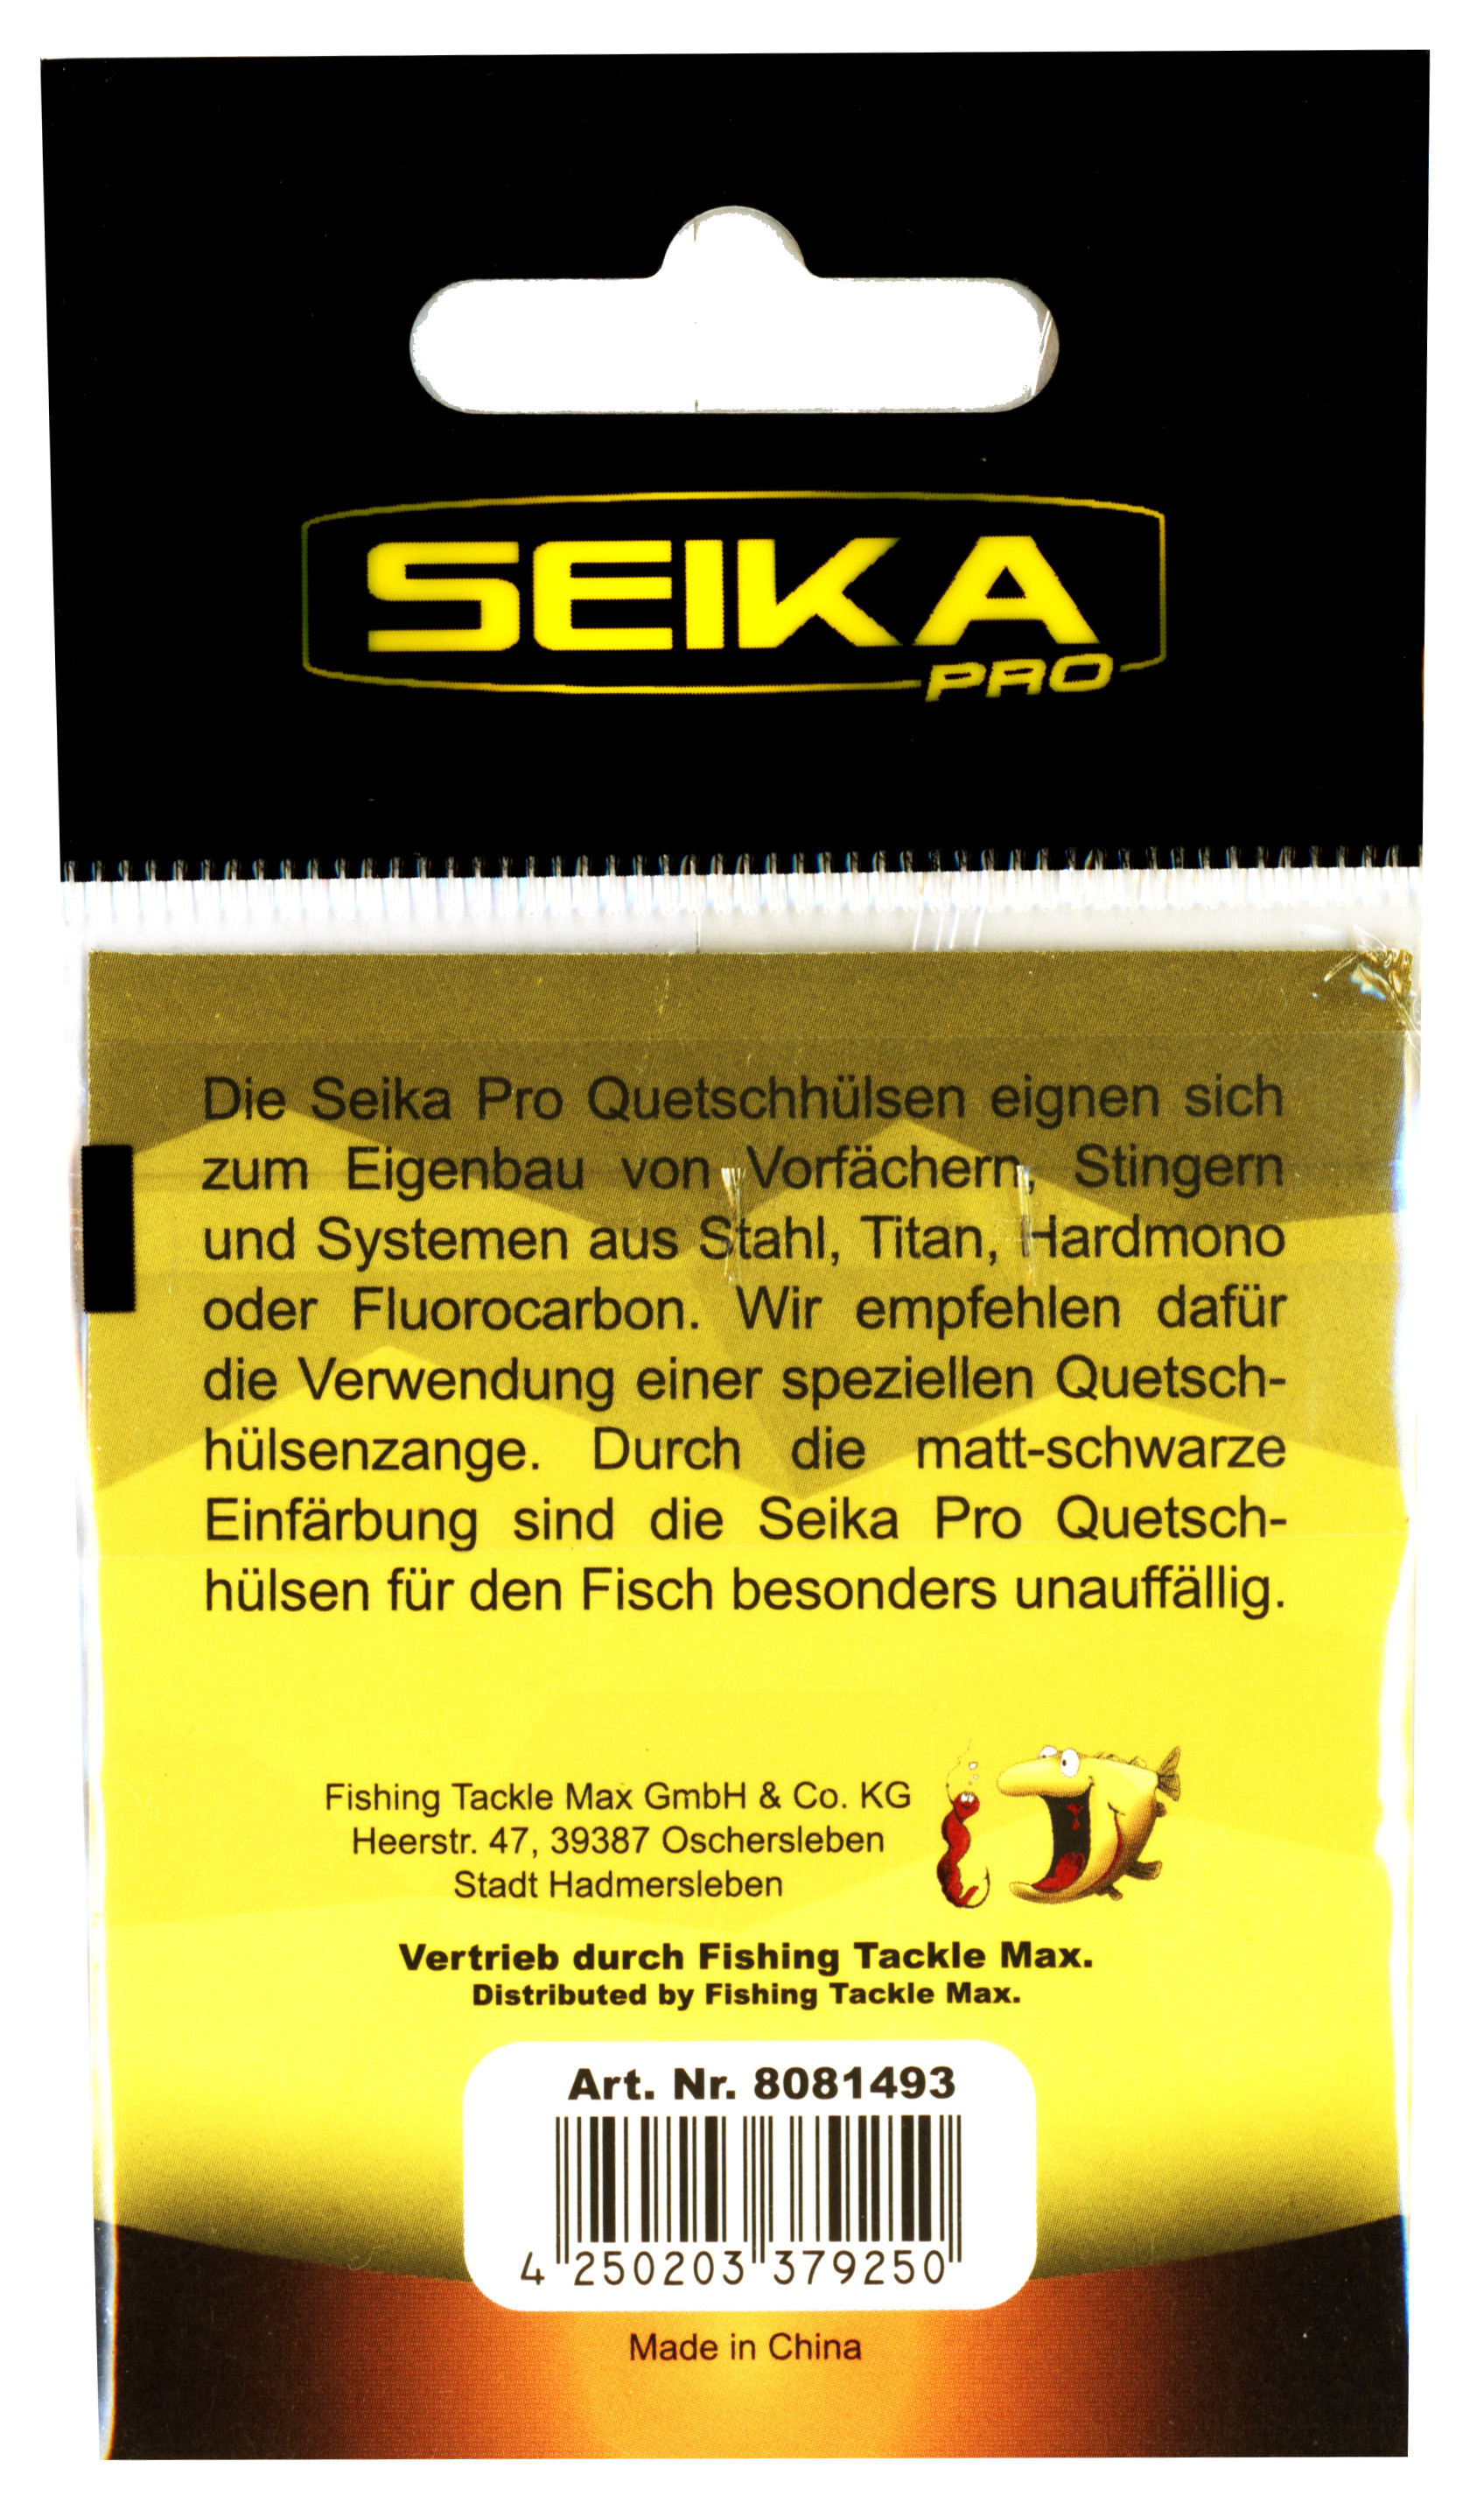 SEIKA
PRO
Die Seika Pro Quetschhülsen eignen sich
zum Eigenbau von Vorfächern, Stingern
und Systemen aus Stahl, Titan, Hardmono
oder Fluorocarbon. Wir empfehlen dafür
die Verwendung einer speziellen Quetsch-
hülsenzange. Durch die matt-schwarze
Einfärbung sind die Seika Pro Quetsch-
hülsen für den Fisch besonders unauffällig.
Fishing Tackle Max GmbH & Co. KG
Heerstr. 47, 39387 Oschersleben
Stadt Hadmersleben
Vertrieb durch Fishing Tackle Max.
Distributed by Fishing Tackle Max.
Art. Nr. 8081493
4 250203 379250
Made in China